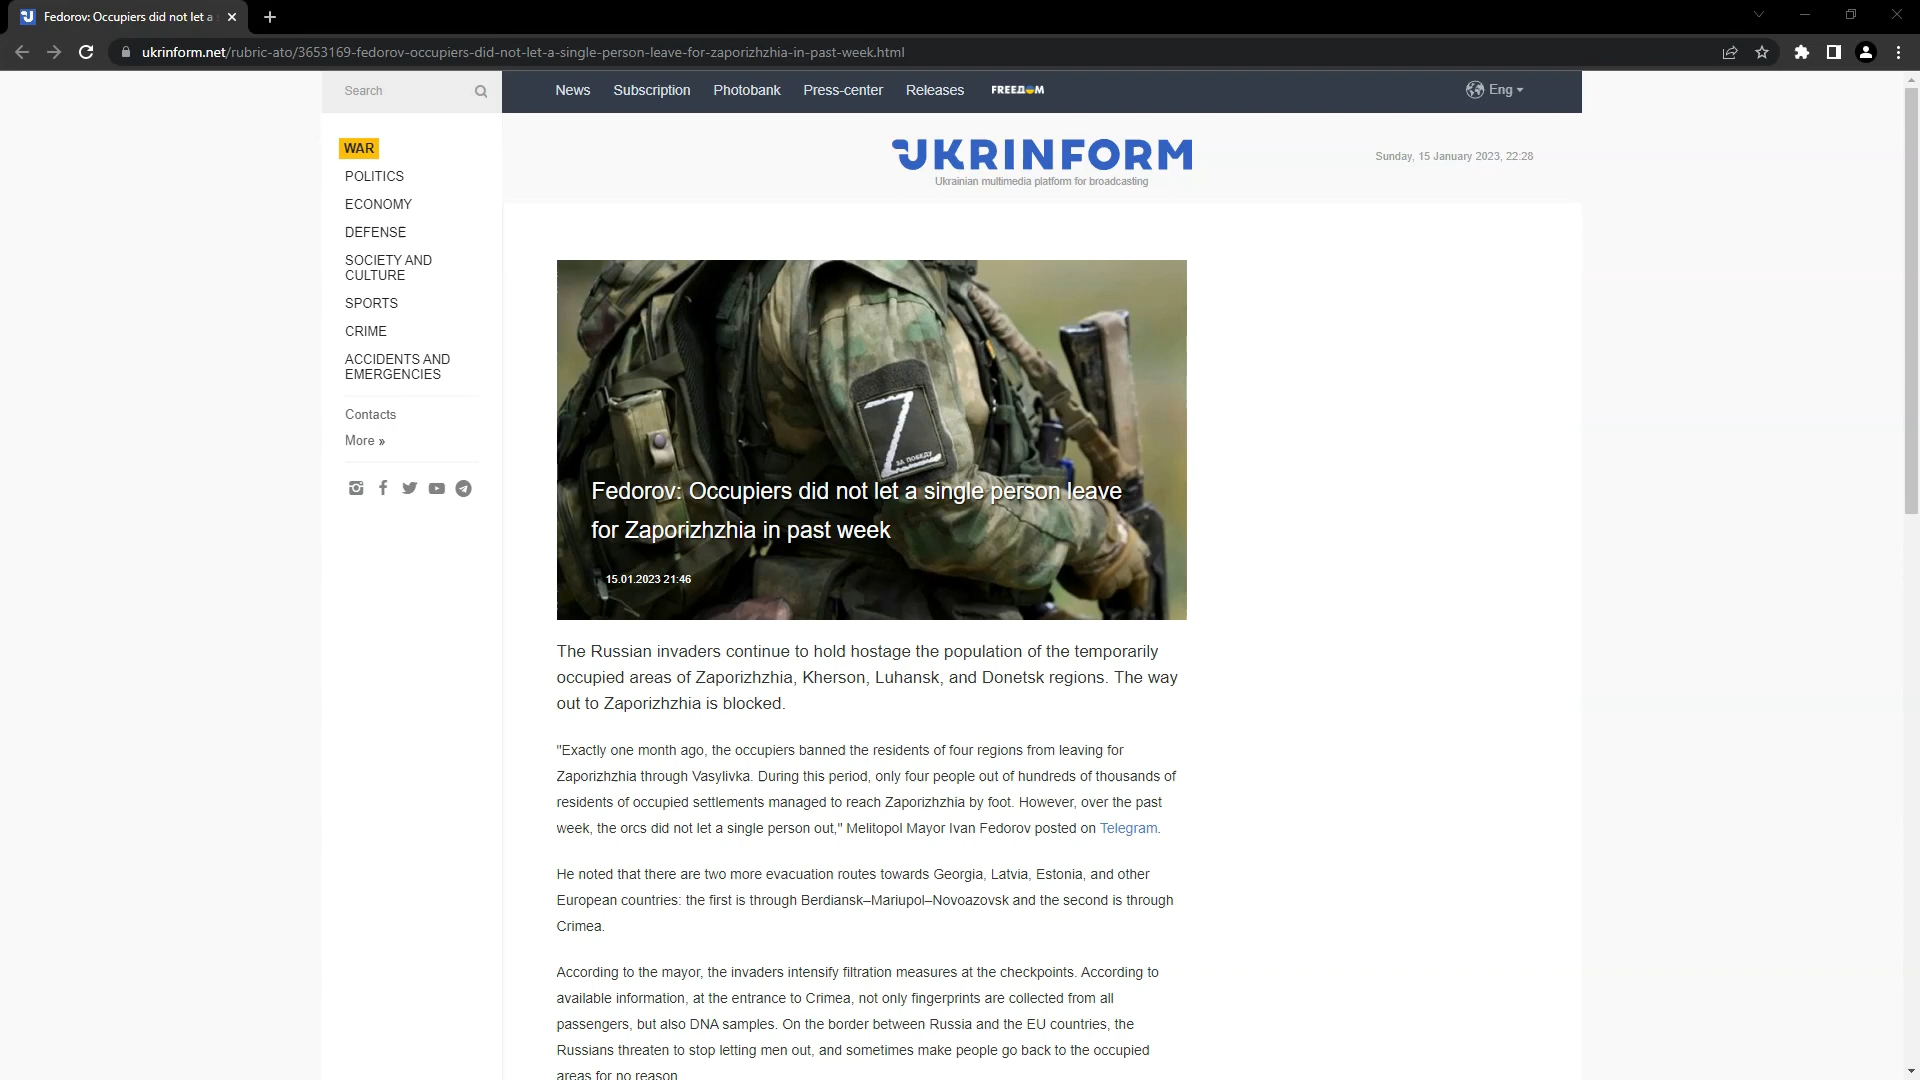 Fedorov: Occupiers did not let a s
ukrinform.net/rubric-ato/3653169-fedorov-occupiers-did-not-let-a-single-person-leave-for-zaporizhzhia-in-past-week.html
Search
News Subscription Photobank Press-center Releases FREEДОМ Eng
UKRINFORM
Ukrainian multimedia platform for broadcasting
Sunday, 15 January 2023, 22:28
WAR
POLITICS
ECONOMY
DEFENSE
SOCIETY AND
CULTURE
SPORTS
CRIME
ACCIDENTS AND
EMERGENCIES
Contacts
More »
Z
ЗА ПОБЕДУ
Fedorov: Occupiers did not let a single person leave
for Zaporizhzhia in past week
15.01.2023 21:46
The Russian invaders continue to hold hostage the population of the temporarily
occupied areas of Zaporizhzhia, Kherson, Luhansk, and Donetsk regions. The way
out to Zaporizhzhia is blocked.
"Exactly one month ago, the occupiers banned the residents of four regions from leaving for
Zaporizhzhia through Vasylivka. During this period, only four people out of hundreds of thousands of
residents of occupied settlements managed to reach Zaporizhzhia by foot. However, over the past
week, the orcs did not let a single person out," Melitopol Mayor Ivan Fedorov posted on Telegram.
He noted that there are two more evacuation routes towards Georgia, Latvia, Estonia, and other
European countries: the first is through Berdiansk–Mariupol–Novoazovsk and the second is through
Crimea.
According to the mayor, the invaders intensify filtration measures at the checkpoints. According to
available information, at the entrance to Crimea, not only fingerprints are collected from all
passengers, but also DNA samples. On the border between Russia and the EU countries, the
Russians threaten to stop letting men out, and sometimes make people go back to the occupied
areas for no reason